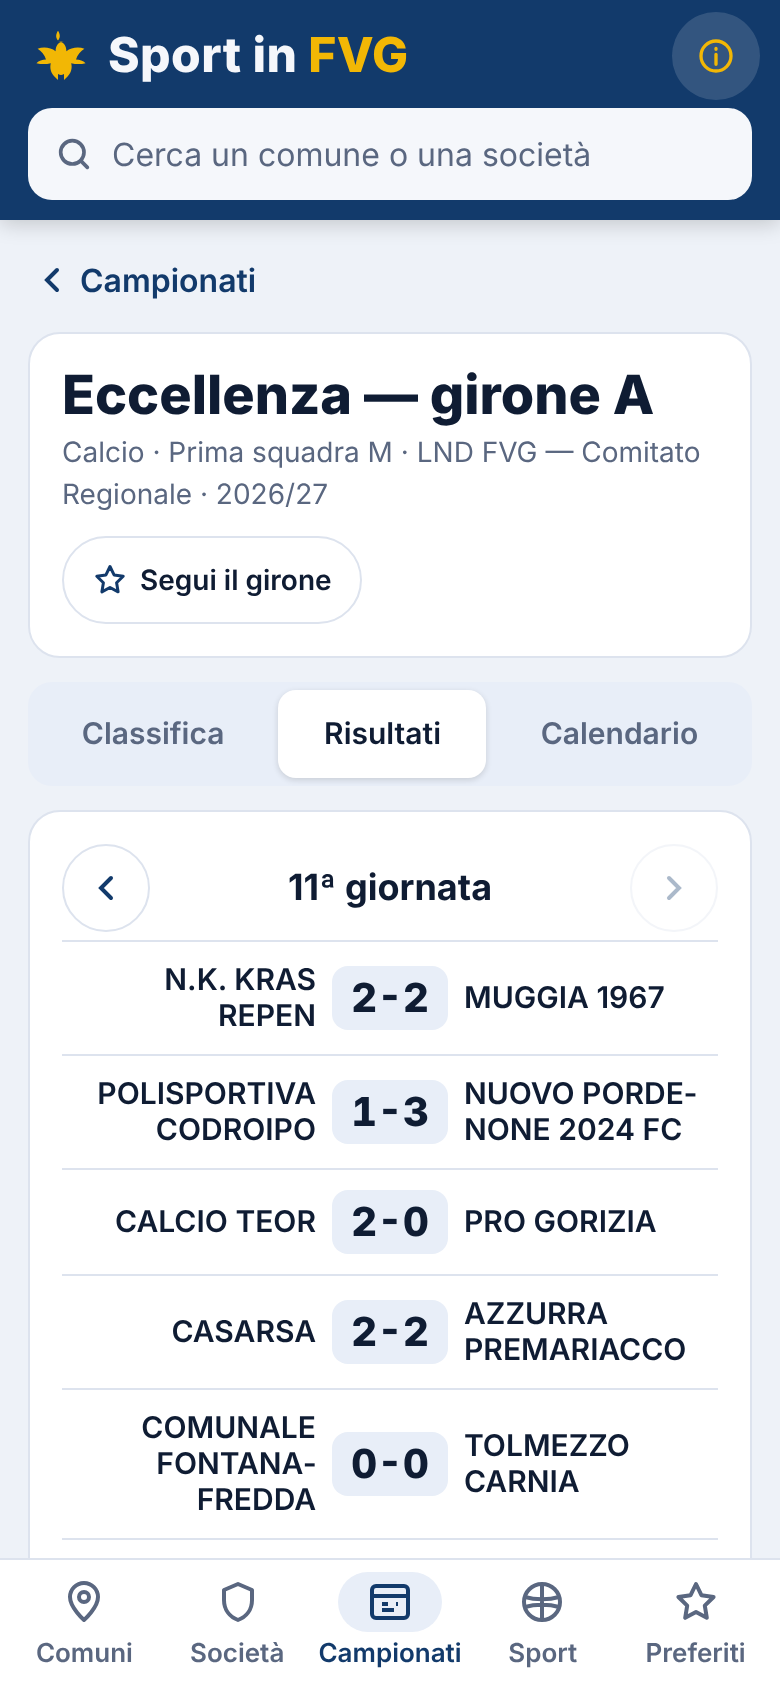 Sport in FVG
Cerca un comune o una società
Campionati
Eccellenza — girone A
Calcio · Prima squadra M · LND FVG — Comitato
Regionale · 2026/27
Segui il girone
Classifica
Risultati
Calendario
11ª giornata
N.K. KRAS
REPEN
2-2
MUGGIA 1967
POLISPORTIVA
CODROIPO
1-3
NUOVO PORDE-
NONE 2024 FC
CALCIO TEOR
2-0
PRO GORIZIA
CASARSA
2-2
AZZURRA
PREMARIACCO
COMUNALE
FONTANA-
FREDDA
0-0
TOLMEZZO
CARNIA
Comuni
Società
Campionati
Sport
Preferiti